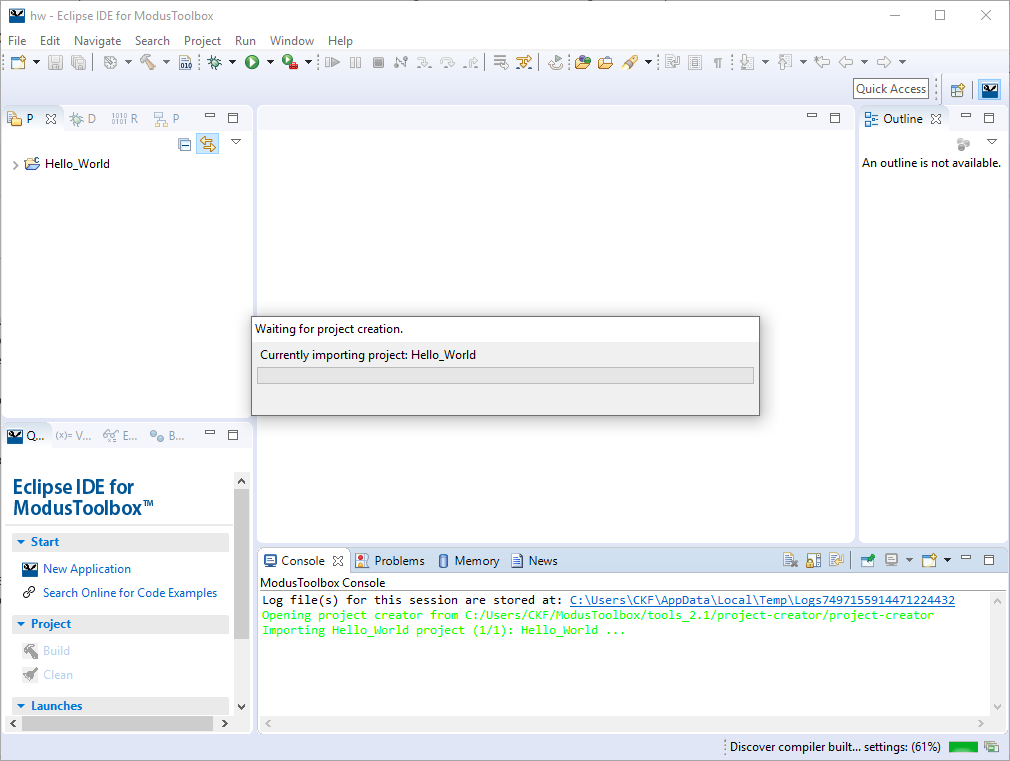 hw - Eclipse IDE for ModusToolbox
File Edit Navigate Search Project Run Window Help
Quick Access
P D R P
Hello_World
Outline
An outline is not available.
Waiting for project creation.
Currently importing project: Hello_World
Q... (x)= V... E... B...
Eclipse IDE for
ModusToolbox™
Start
New Application
Search Online for Code Examples
Project
Build
Clean
Launches
Console Problems Memory News
ModusToolbox Console
Log file(s) for this session are stored at: C:\Users\CKF\AppData\Local\Temp\Logs7497155914471224432
Opening project creator from C:/Users/CKF/ModusToolbox/tools_2.1/project-creator/project-creator
Importing Hello_World project (1/1): Hello_World ...
Discover compiler built... settings: (61%)